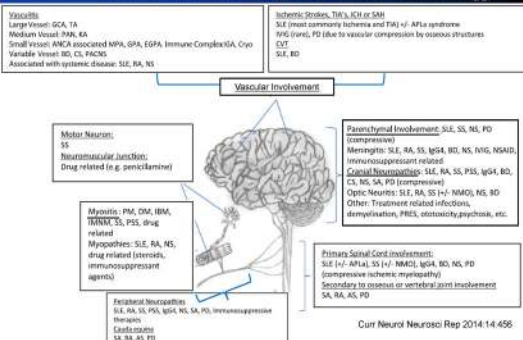 Vasculitis
Large Vessel: GCA, TA
Medium Vessel: PAN, KA
Small Vessel: ANCA associated MPA, GPA, EGPA. Immune Complex:IGA, Cryo
Variable Vessel: BD, CS, PACNS
Associated with systemic disease: SLE, RA, NS
Ischemic Strokes, TIA's, ICH or SAH
SLE (most commonly Ischemia and TIA) +/- APLa syndrome
IVIG (rare), PD (due to vascular compression by osseous structures
CVT
SLE, BD
Vascular Involvement
Motor Neuron:
SS
Neuromuscular Junction:
Drug related (e.g. penicillamine)
Parenchymal Involvement: SLE, SS, NS, PD
(compressive)
Meningitis: SLE, RA, SS, IgG4, BD, NS, IVIG, NSAID,
Immunosuppressant related
Cranial Neuropathies: SLE, RA, SS, PSS, IgG4, BD,
CS, NS, SA, PD (compressive)
Optic Neuritis: SLE, RA, SS (+/- NMO), NS, BD
Other: Treatment related infections,
demyelination, PRES, ototoxicity,psychosis, etc.
Myositis: PM, DM, IBM,
IMNM, SS, PSS, drug
related
Myopathies: SLE, RA, NS,
drug related (steroids,
immunosuppressant
agents)
Primary Spinal Cord involvement:
SLE (+/- APLa), SS (+/- NMO), IgG4, BD, NS, PD
(compressive ischemic myelopathy)
Secondary to osseous or vertebral joint involvement
SA, RA, AS, PD
Peripheral Neuropathies
SLE, RA, SS, PSS, IgG4, NS, SA, PD, Immunosuppressive
therapies
Cauda equina
SA, RA, AS, PD
Curr Neurol Neurosci Rep 2014:14:456